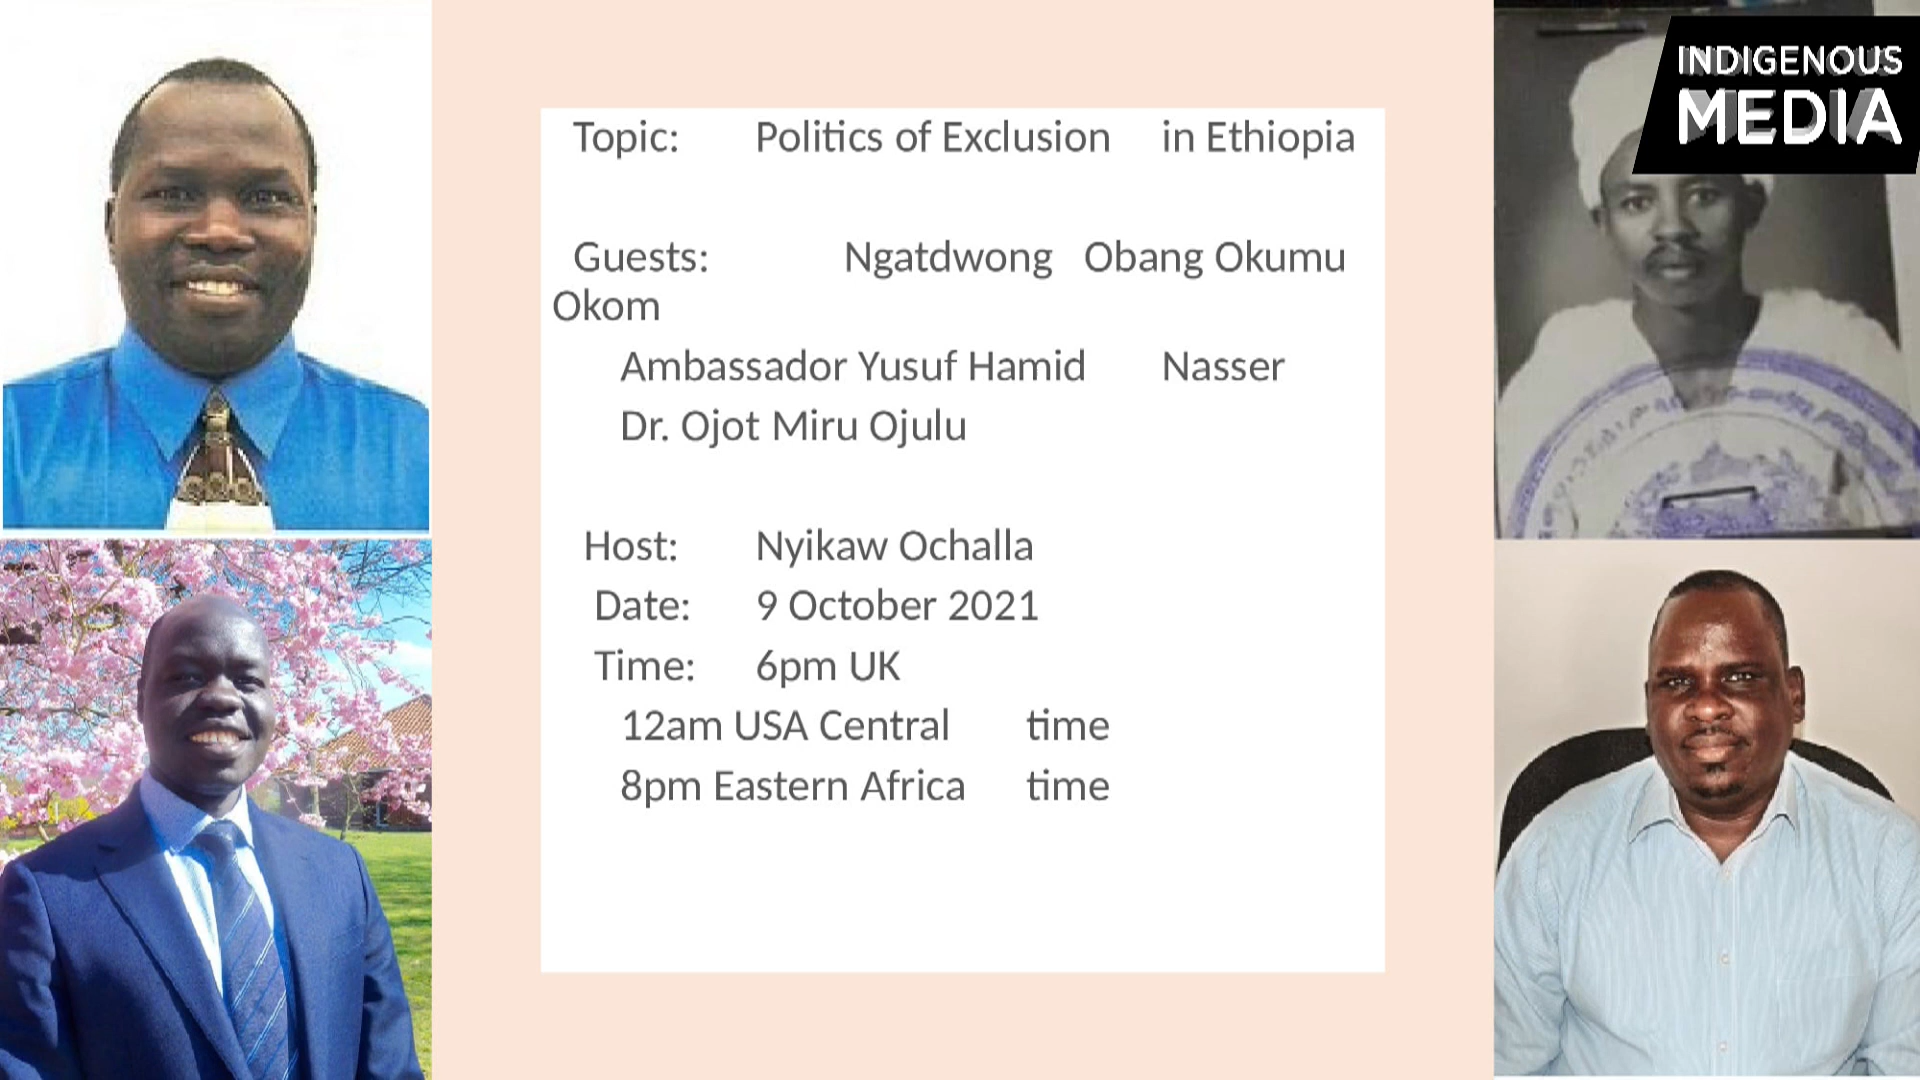 INDIGENOUS
MEDIA
Topic: Politics of Exclusion in Ethiopia
Guests: Ngatdwong Obang Okumu
Okom
Ambassador Yusuf Hamid Nasser
Dr. Ojot Miru Ojulu
Host: Nyikaw Ochalla
Date: 9 October 2021
Time: 6pm UK
12am USA Central time
8pm Eastern Africa time